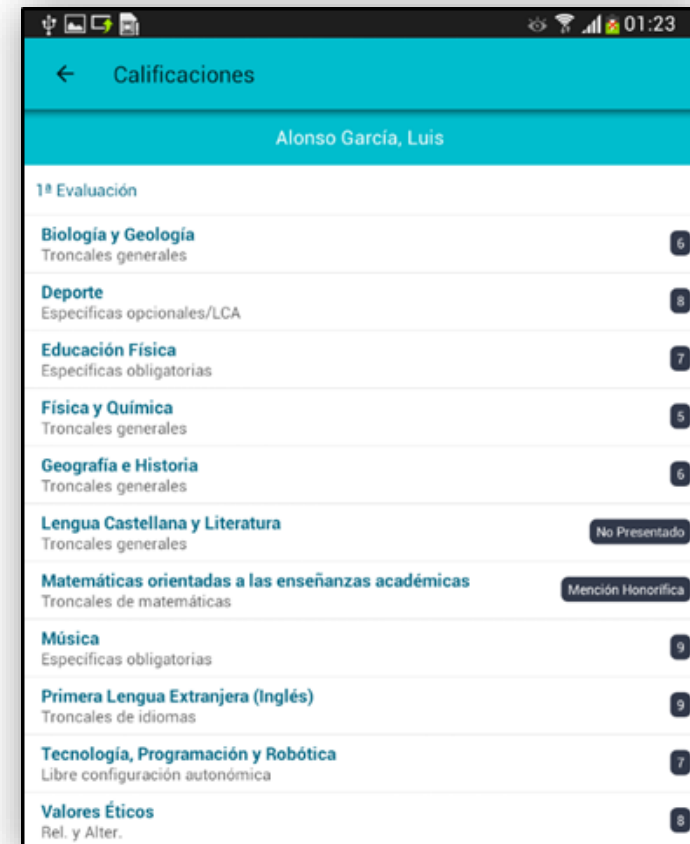 01:23
Calificaciones
Alonso García, Luis
1ª Evaluación
Biología y Geología
Troncales generales
6
Deporte
Específicas opcionales/LCA
8
Educación Física
Específicas obligatorias
7
Física y Química
Troncales generales
5
Geografía e Historia
Troncales generales
6
Lengua Castellana y Literatura
Troncales generales
No Presentado
Matemáticas orientadas a las enseñanzas académicas
Troncales de matemáticas
Mención Honorífica
Música
Específicas obligatorias
9
Primera Lengua Extranjera (Inglés)
Troncales de idiomas
9
Tecnología, Programación y Robótica
Libre configuración autonómica
7
Valores Éticos
Rel. y Alter.
8